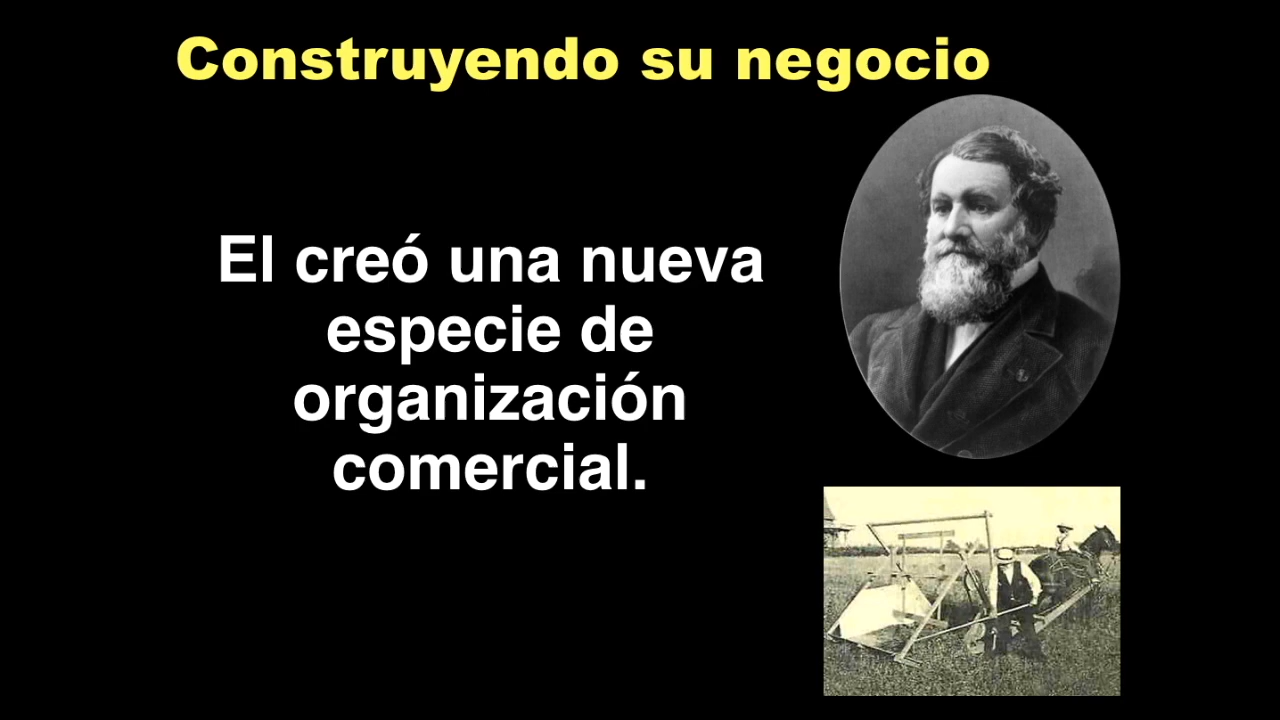 Construyendo su negocio
El creó una nueva
especie de
organización
comercial.